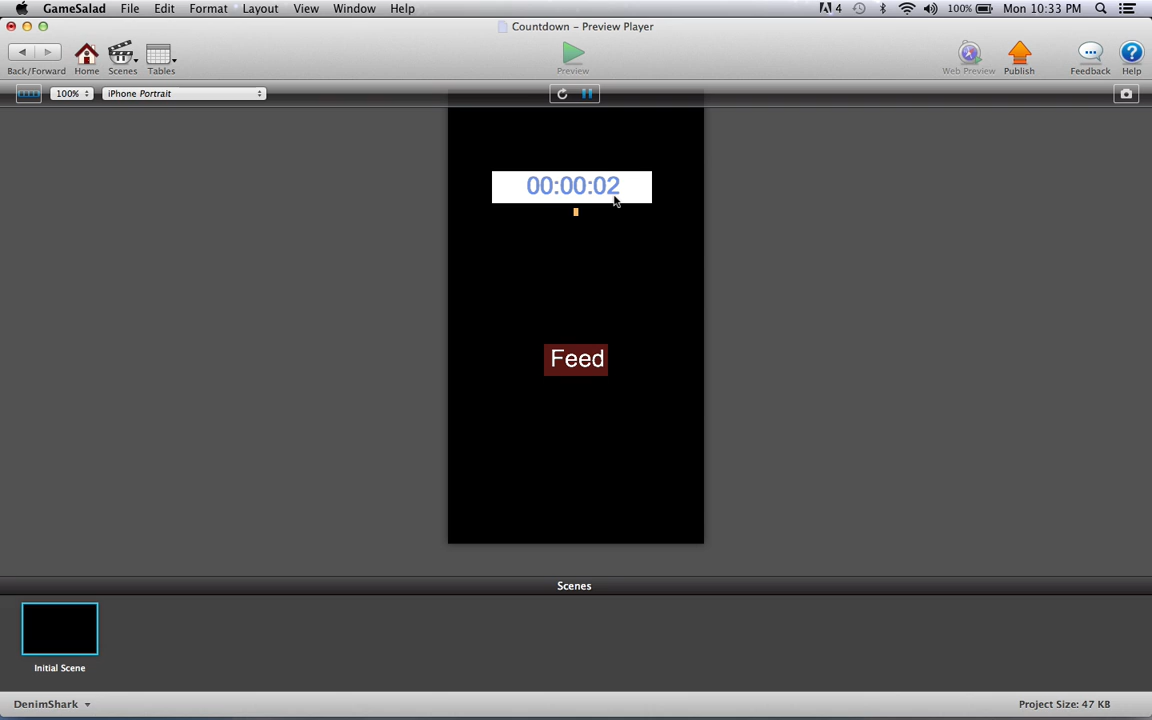 GameSalad File Edit Format Layout View Window Help 4 100% Mon 10:33 PM
Countdown – Preview Player
Back/Forward Home Scenes Tables Preview Web Preview Publish Feedback Help
100% iPhone Portrait
00:00:02
Feed
Scenes
Initial Scene
DenimShark Project Size: 47 KB